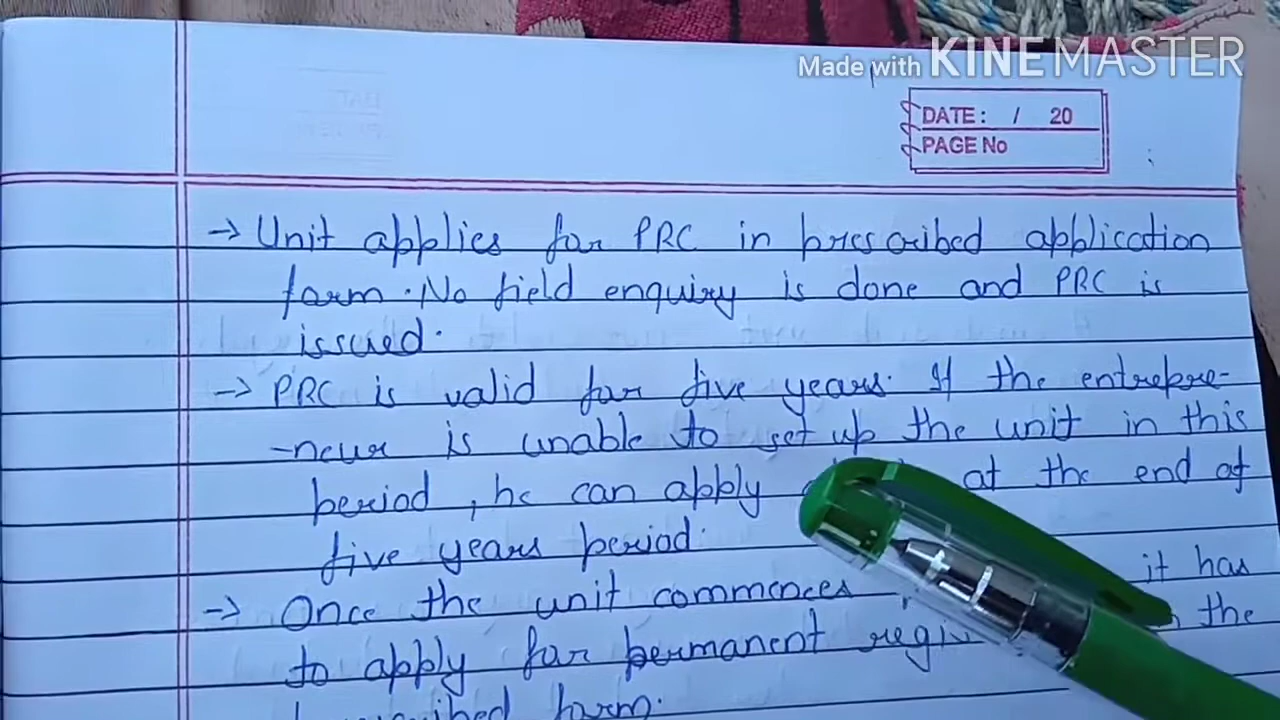 Made with KINEMASTER
DATE: / 20
PAGE No
→ Unit applies for PRC in prescribed application
form. No field enquiry is done and PRC is
issued.
→ PRC is valid for five years. If the entrepre-
-neur is unable to set up the unit in this
period, he can apply at the end of
five years period.
→ Once the unit commences it has
to apply for permanent the
form.